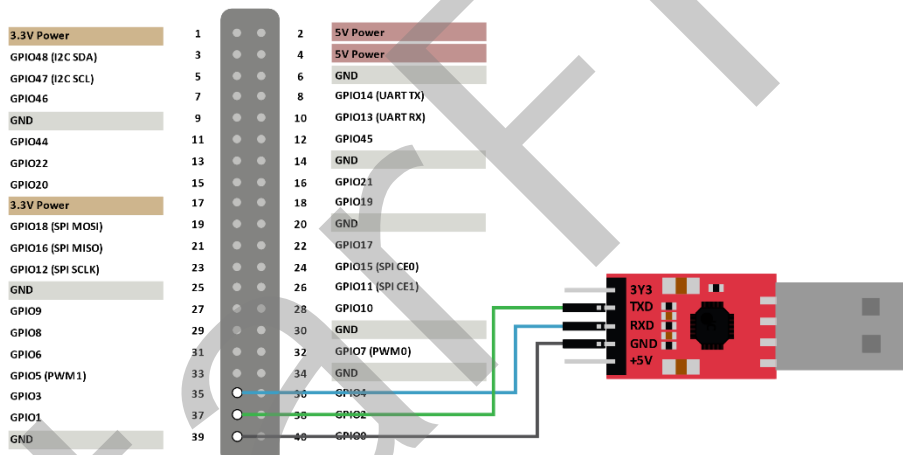 3.3V Power 1 2 5V Power
GPIO48 (I2C SDA) 3 4 5V Power
GPIO47 (I2C SCL) 5 6 GND
GPIO46 7 8 GPIO14 (UART TX)
GND 9 10 GPIO13 (UART RX)
GPIO44 11 12 GPIO45
GPIO22 13 14 GND
GPIO20 15 16 GPIO21
3.3V Power 17 18 GPIO19
GPIO18 (SPI MOSI) 19 20 GND
GPIO16 (SPI MISO) 21 22 GPIO17
GPIO12 (SPI SCLK) 23 24 GPIO15 (SPI CE0)
GND 25 26 GPIO11 (SPI CE1)
GPIO9 27 28 GPIO10
GPIO8 29 30 GND
GPIO6 31 32 GPIO7 (PWM0)
GPIO5 (PWM1) 33 34 GND
GPIO3 35 36 GPIO4
GPIO1 37 38 GPIO2
GND 39 40 GPIO0
3Y3
TXD
RXD
GND
+5V